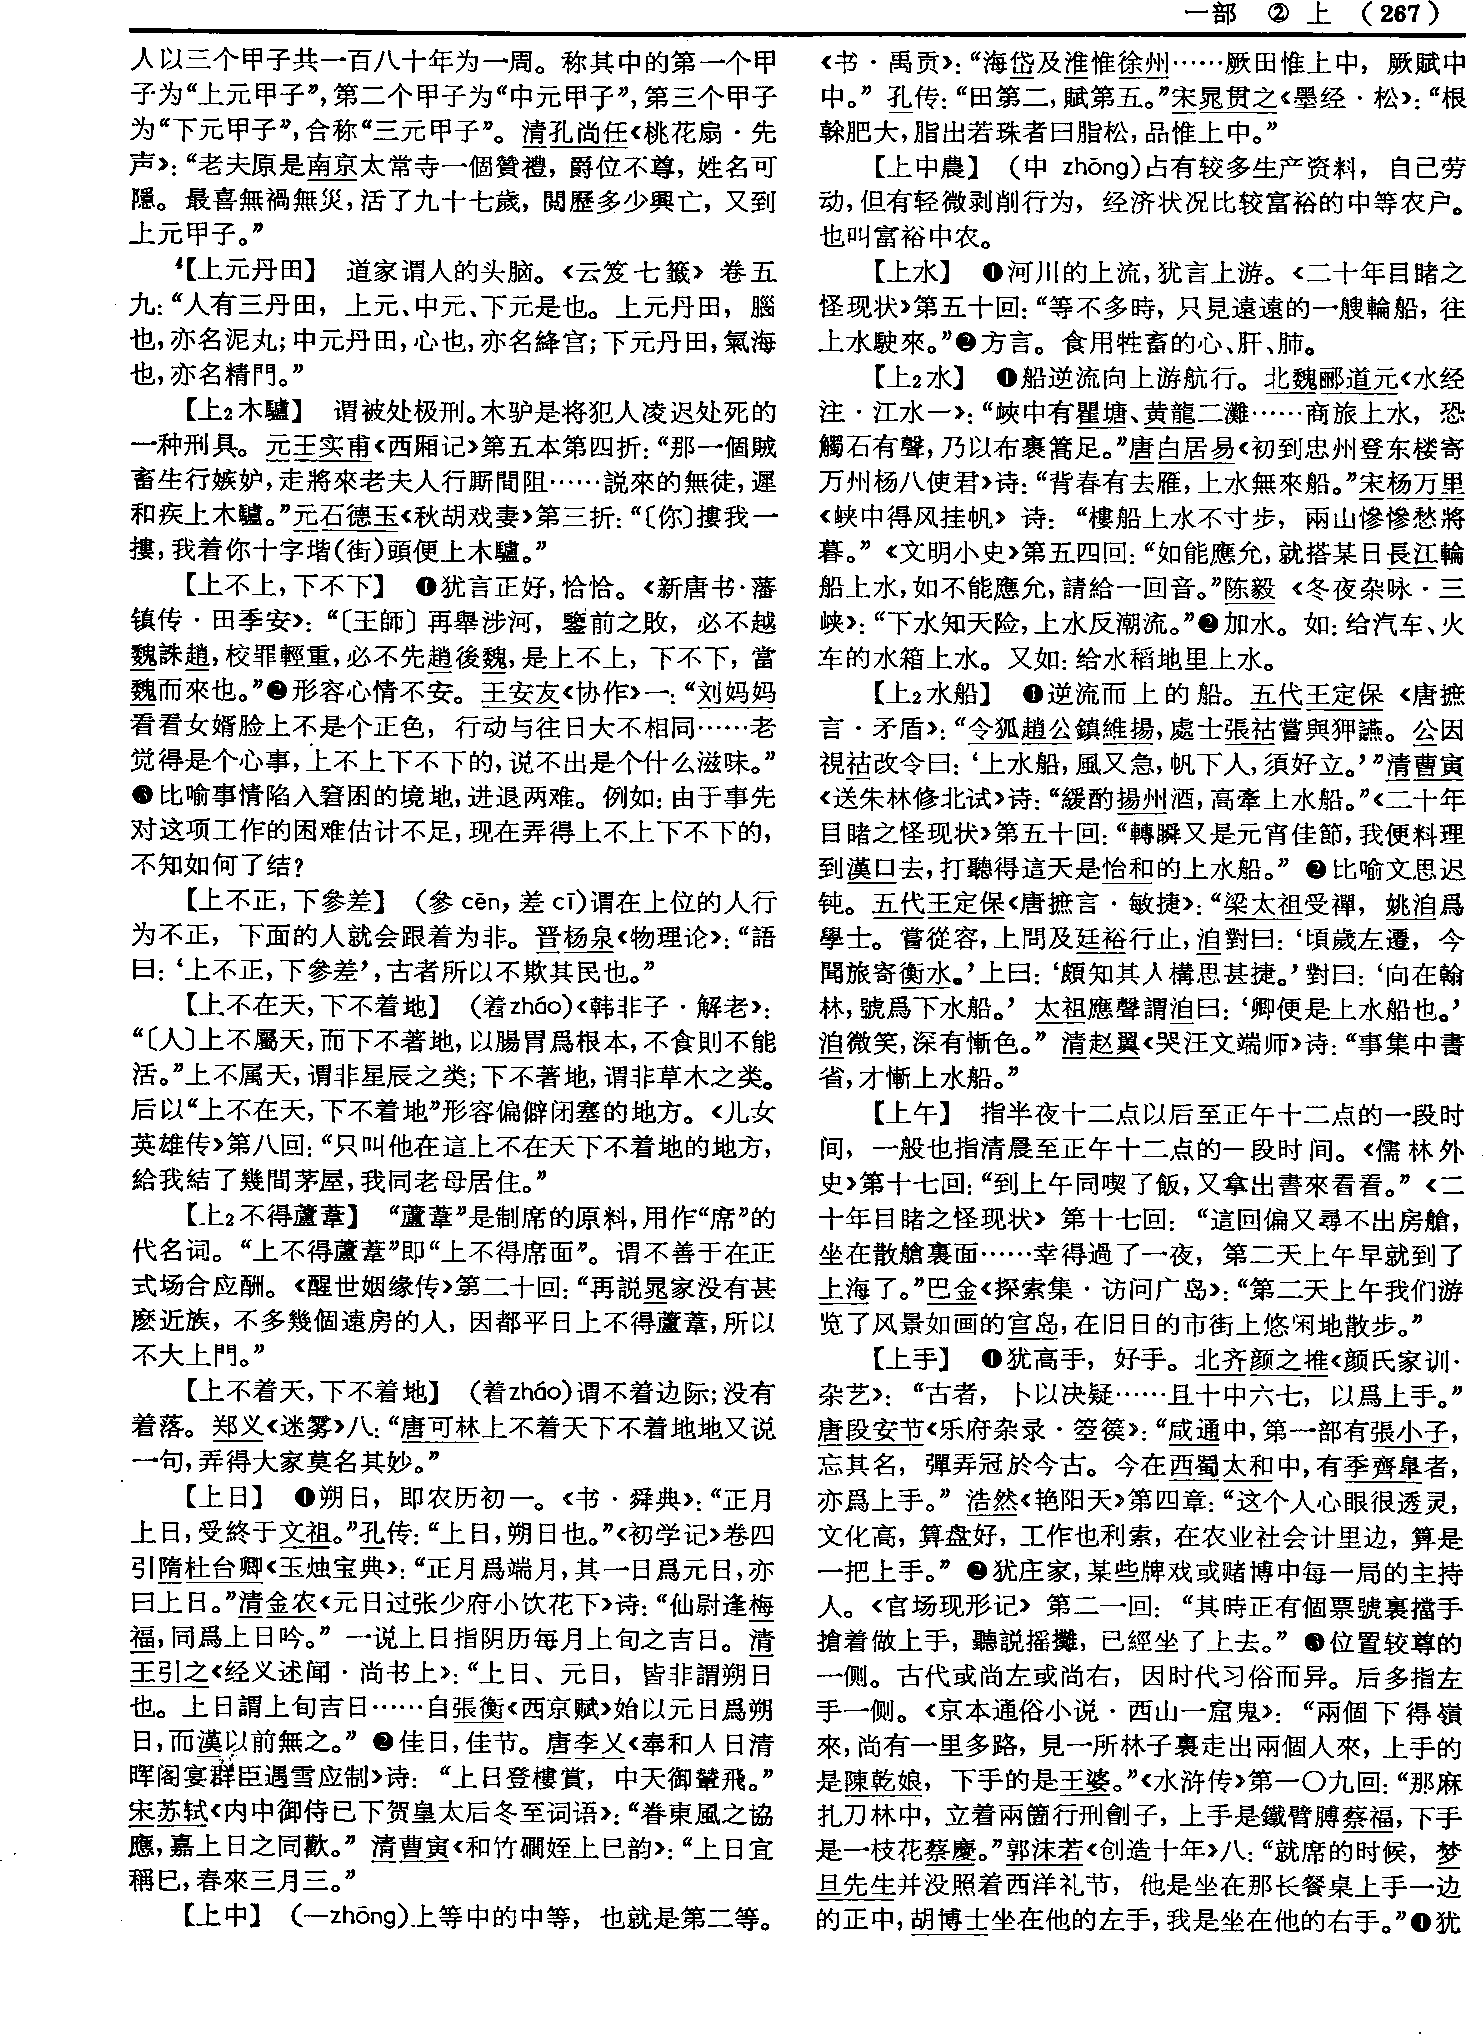 一部 ② 上 （267）
人以三个甲子共一百八十年为一周。称其中的第一个甲
子为“上元甲子”，第二个甲子为“中元甲子”，第三个甲子
为“下元甲子”，合称“三元甲子”。清孔尚任《桃花扇·先
声》：“老夫原是南京太常寺一個贊禮，爵位不尊，姓名可
隱。最喜無禍無災，活了九十七歲，閱歷多少興亡，又到
上元甲子。”
【上元丹田】 道家谓人的头脑。《云笈七籤》卷五
九：“人有三丹田，上元、中元、下元是也。上元丹田，腦
也，亦名泥丸；中元丹田，心也，亦名絳宫；下元丹田，氣海
也，亦名精門。”
【上2木驢】 谓被处极刑。木驴是将犯人凌迟处死的
一种刑具。元王实甫《西厢记》第五本第四折：“那一個賊
畜生行嫉妒，走將來老夫人行厮間阻……説來的無徒，遲
和疾上木驢。”元石德玉《秋胡戏妻》第三折：“〔你〕摟我一
摟，我着你十字堦(街)頭便上木驢。”
【上不上，下不下】 ❶犹言正好，恰恰。《新唐书·藩
镇传·田季安》：“〔王師〕再舉涉河，鑒前之敗，必不越
魏誅趙，校罪輕重，必不先趙後魏，是上不上，下不下，當
魏而來也。”❷形容心情不安。王安友《协作》一：“刘妈妈
看看女婿脸上不是个正色，行动与往日大不相同……老
觉得是个心事，上不上下不下的，说不出是个什么滋味。”
❸比喻事情陷入窘困的境地，进退两难。例如：由于事先
对这项工作的困难估计不足，现在弄得上不上下不下的，
不知如何了结？
【上不正，下參差】 （參 cēn，差 cī）谓在上位的人行
为不正，下面的人就会跟着为非。晋杨泉《物理论》：“語
曰：‘上不正，下參差’，古者所以不欺其民也。”
【上不在天，下不着地】 （着zháo）《韩非子·解老》：
“〔人〕上不屬天，而下不著地，以腸胃爲根本，不食則不能
活。”上不属天，谓非星辰之类；下不著地，谓非草木之类。
后以“上不在天，下不着地”形容偏僻闭塞的地方。《儿女
英雄传》第八回：“只叫他在這上不在天下不着地的地方，
給我結了幾間茅屋，我同老母居住。”
【上2不得蘆葦】 “蘆葦”是制席的原料，用作“席”的
代名词。“上不得蘆葦”即“上不得席面”。谓不善于在正
式场合应酬。《醒世姻缘传》第二十回：“再説晁家没有甚
麽近族，不多幾個遠房的人，因都平日上不得蘆葦，所以
不大上門。”
【上不着天，下不着地】 （着zháo）谓不着边际；没有
着落。郑义《迷雾》八：“唐可林上不着天下不着地地又说
一句，弄得大家莫名其妙。”
【上日】 ❶朔日，即农历初一。《书·舜典》：“正月
上日，受終于文祖。”孔传：“上日，朔日也。”《初学记》卷四
引隋杜台卿《玉烛宝典》：“正月爲端月，其一日爲元日，亦
曰上日。”清金农《元日过张少府小饮花下》诗：“仙尉逢梅
福，同爲上日吟。” 一说上日指阴历每月上旬之吉日。清
王引之《经义述闻·尚书上》：“上日、元日，皆非謂朔日
也。上日謂上旬吉日……自張衡《西京赋》始以元日爲朔
日，而漢以前無之。” ❷佳日，佳节。唐李乂《奉和人日清
晖阁宴群臣遇雪应制》诗：“上日登樓賞，中天御輦飛。”
宋苏轼《内中御侍已下贺皇太后冬至词语》：“眷東風之協
應，嘉上日之同歡。” 清曹寅《和竹磵姪上巳韵》：“上日宜
稱巳，春來三月三。”
【上中】 （—zhōng）上等中的中等，也就是第二等。
《书·禹贡》：“海岱及淮惟徐州……厥田惟上中，厥赋中
中。” 孔传：“田第二，賦第五。”宋晁贯之《墨经·松》：“根
榦肥大，脂出若珠者曰脂松，品惟上中。”
【上中農】 （中 zhōng）占有较多生产资料，自己劳
动，但有轻微剥削行为，经济状况比较富裕的中等农户。
也叫富裕中农。
【上水】 ❶河川的上流，犹言上游。《二十年目睹之
怪现状》第五十回：“等不多時，只見遠遠的一艘輪船，往
上水駛來。”❷方言。食用牲畜的心、肝、肺。
【上2水】 ❶船逆流向上游航行。北魏郦道元《水经
注·江水一》：“峽中有瞿塘、黄龍二灘……商旅上水，恐
觸石有聲，乃以布裹篙足。”唐白居易《初到忠州登东楼寄
万州杨八使君》诗：“背春有去雁，上水無來船。”宋杨万里
《峡中得风挂帆》诗：“樓船上水不寸步，兩山慘慘愁將
暮。”《文明小史》第五四回：“如能應允，就搭某日長江輪
船上水，如不能應允，請給一回音。”陈毅《冬夜杂咏·三
峡》：“下水知天险，上水反潮流。”❷加水。如：给汽车、火
车的水箱上水。又如：给水稻地里上水。
【上2水船】 ❶逆流而上的船。五代王定保《唐摭
言·矛盾》：“令狐趙公鎮維揚，處士張祜嘗與狎讌。公因
視祜改令曰：‘上水船，風又急，帆下人，須好立。’”清曹寅
《送朱林修北试》诗：“緩酌揚州酒，高牽上水船。”《二十年
目睹之怪现状》第五十回：“轉瞬又是元宵佳節，我便料理
到漢口去，打聽得這天是怡和的上水船。” ❷比喻文思迟
钝。五代王定保《唐摭言·敏捷》：“梁太祖受禪，姚洎爲
學士。嘗從容，上問及廷裕行止，洎對曰：‘頃歲左遷，今
聞旅寄衡水。’上曰：‘頗知其人構思甚捷。’對曰：‘向在翰
林，號爲下水船。’ 太祖應聲謂洎曰：‘卿便是上水船也。’
洎微笑，深有慚色。” 清赵翼《哭汪文端师》诗：“事集中書
省，才慚上水船。”
【上午】 指半夜十二点以后至正午十二点的一段时
间，一般也指清晨至正午十二点的一段时间。《儒林外
史》第十七回：“到上午同喫了飯，又拿出書來看看。”《二
十年目睹之怪现状》第十七回：“這回偏又尋不出房艙，
坐在散艙裏面……幸得過了一夜，第二天上午早就到了
上海了。”巴金《探索集·访问广岛》：“第二天上午我们游
览了风景如画的宫岛，在旧日的市街上悠闲地散步。”
【上手】 ❶犹高手，好手。北齐颜之推《颜氏家训·
杂艺》：“古者，卜以决疑……且十中六七，以爲上手。”
唐段安节《乐府杂录·箜篌》：“咸通中，第一部有張小子，
忘其名，彈弄冠於今古。今在西蜀太和中，有季齊皋者，
亦爲上手。” 浩然《艳阳天》第四章：“这个人心眼很透灵，
文化高，算盘好，工作也利索，在农业社会计里边，算是
一把上手。” ❷犹庄家，某些牌戏或赌博中每一局的主持
人。《官场现形记》第二一回：“其時正有個票號裏擋手
搶着做上手，聽説摇攤，已經坐了上去。” ❸位置较尊的
一侧。古代或尚左或尚右，因时代习俗而异。后多指左
手一侧。《京本通俗小说·西山一窟鬼》：“兩個下得嶺
來，尚有一里多路，見一所林子裏走出兩個人來，上手的
是陳乾娘，下手的是王婆。”《水浒传》第一〇九回：“那麻
扎刀林中，立着兩箇行刑劊子，上手是鐵臂膊蔡福，下手
是一枝花蔡慶。”郭沫若《创造十年》八：“就席的时候，梦
旦先生并没照着西洋礼节，他是坐在那长餐桌上手一边
的正中，胡博士坐在他的左手，我是坐在他的右手。”❹犹